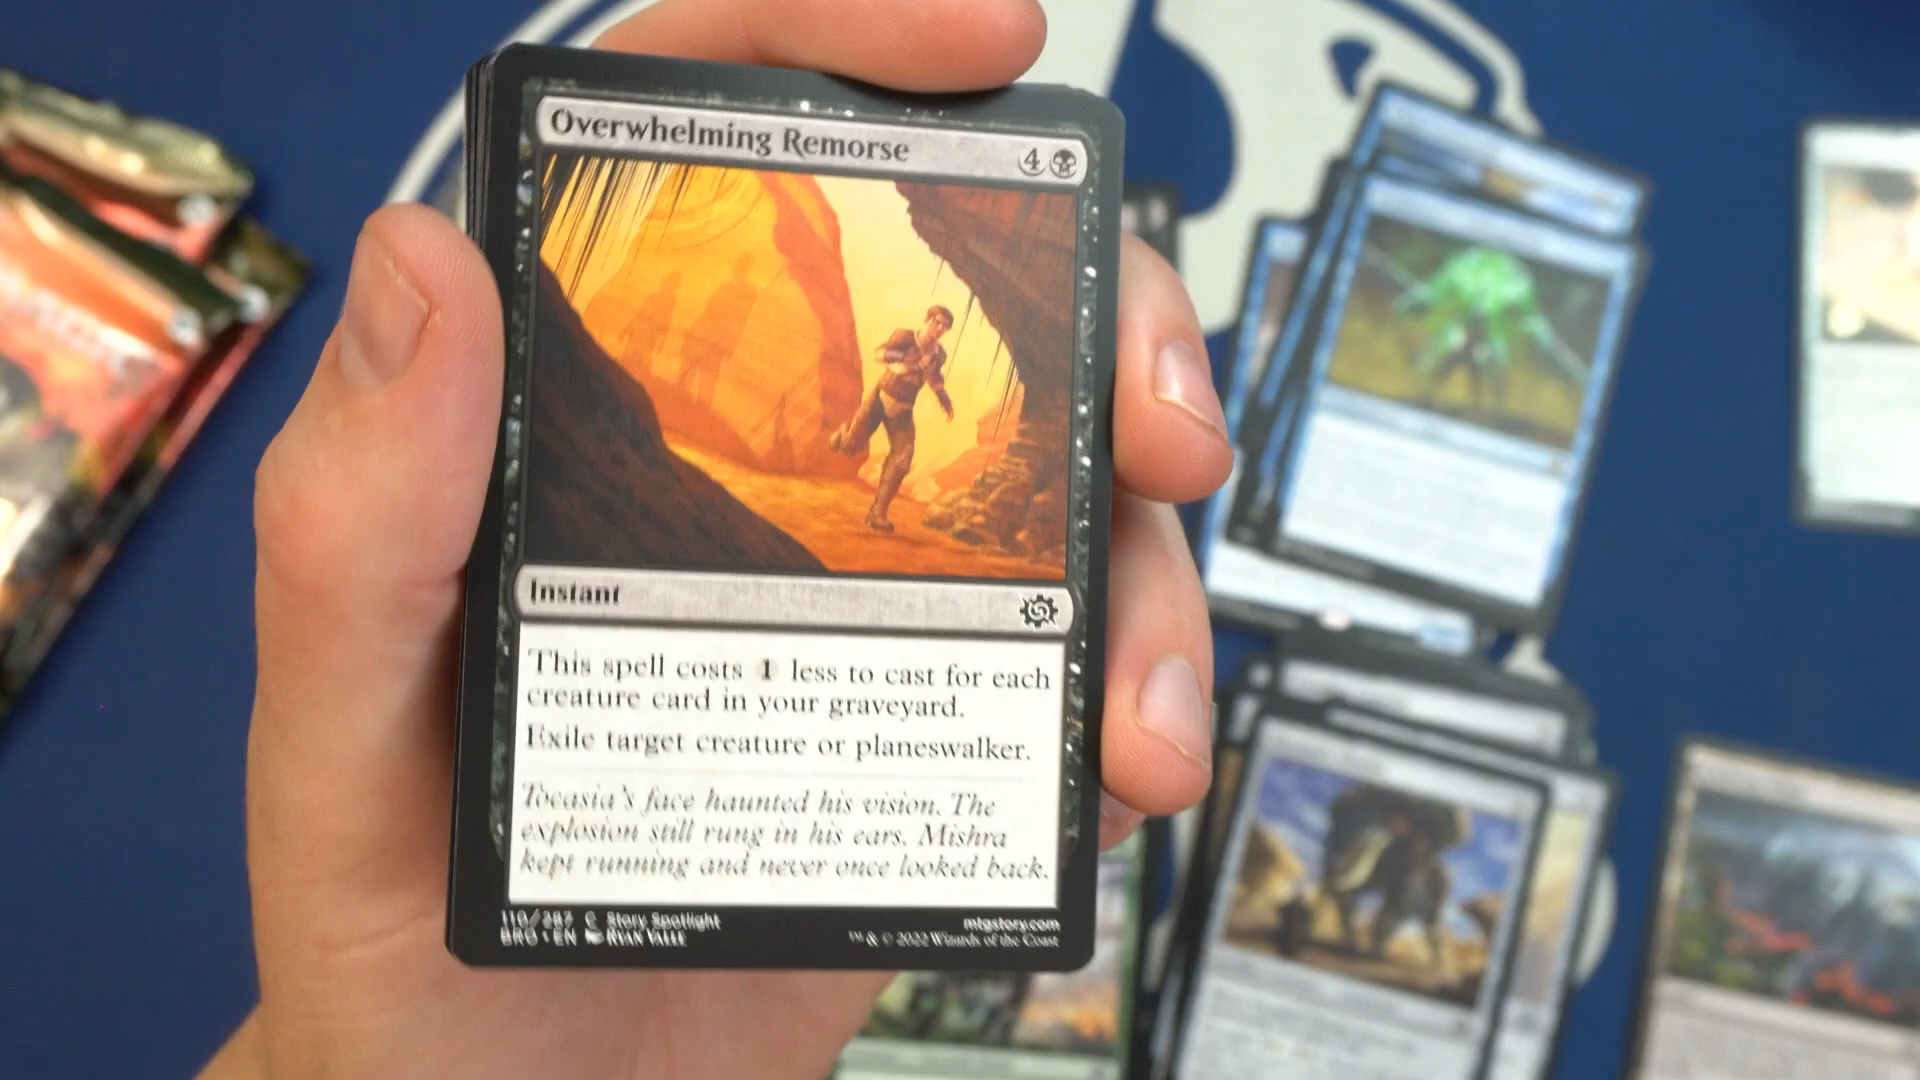 Overwhelming Remorse 4
Instant
This spell costs 1 less to cast for each
creature card in your graveyard.
Exile target creature or planeswalker.
Tocasia's face haunted his vision. The
explosion still rung in his ears. Mishra
kept running and never once looked back.
110/287 C Story Spotlight
mtgstory.com
BRO • EN RYAN VALLE
™ & © 2022 Wizards of the Coast